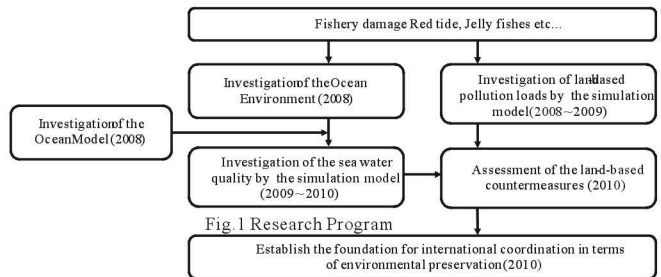 Fishery damage Red tide, Jelly fishes etc...
Investigation of the Ocean
Environment (2008)
Investigation of land-based
pollution loads by the simulation
model (2008~2009)
Investigation of the
Ocean Model (2008)
Investigation of the sea water
quality by the simulation model
(2009~2010)
Assessment of the land-based
countermeasures (2010)
Fig.1 Research Program
Establish the foundation for international coordination in terms
of environmental preservation (2010)